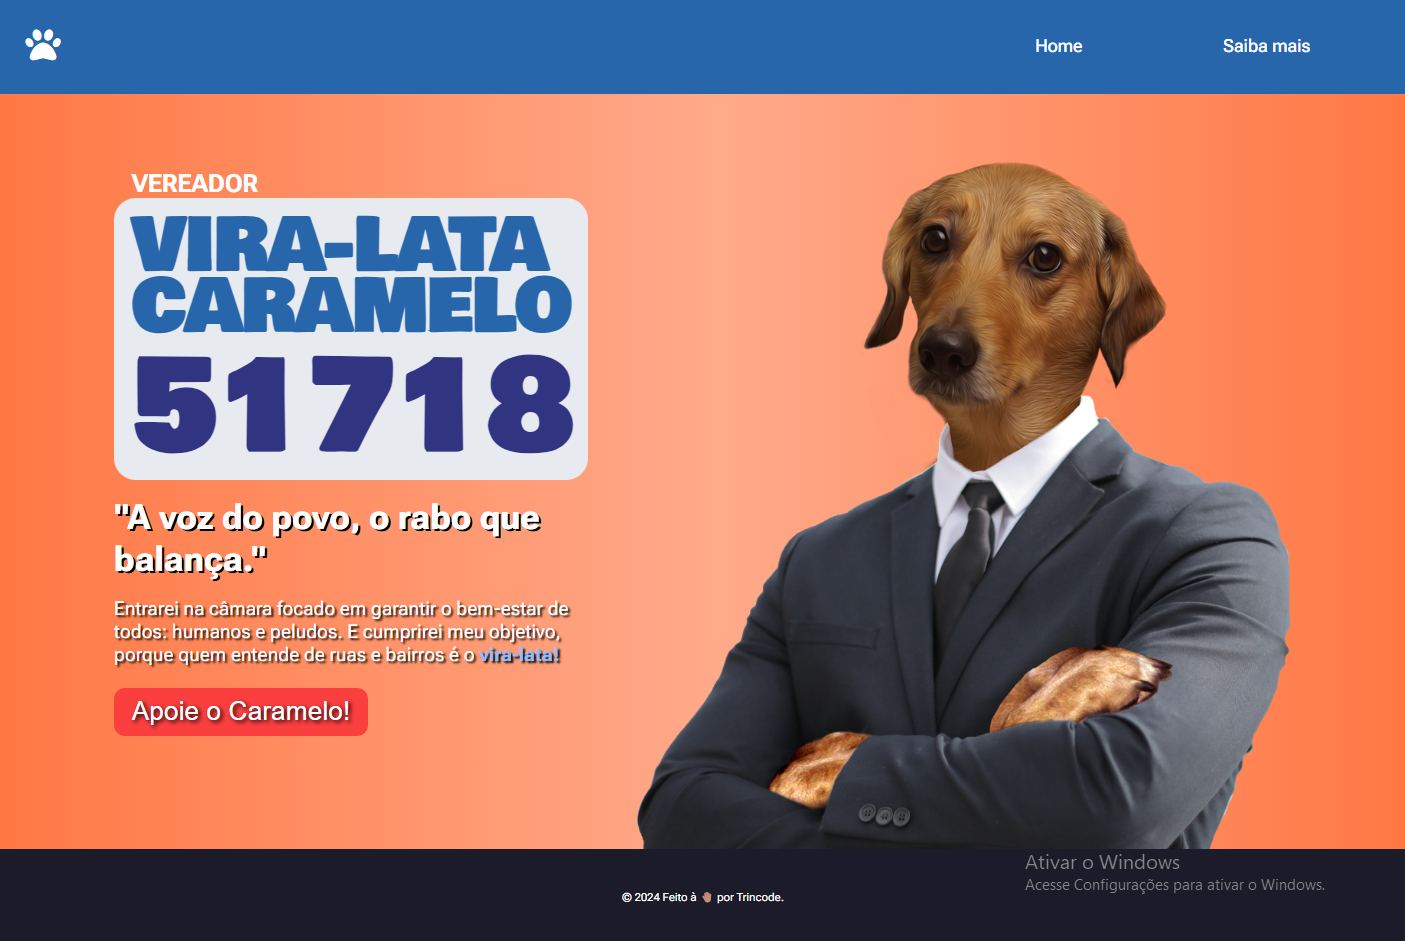 Home
Saiba mais
VEREADOR
VIRA-LATA
CARAMELO
51718
"A voz do povo, o rabo que
balança."
Entrarei na câmara focado em garantir o bem-estar de
todos: humanos e peludos. E cumprirei meu objetivo,
porque quem entende de ruas e bairros é o vira-lata!
Apoie o Caramelo!
Ativar o Windows
Acesse Configurações para ativar o Windows.
© 2024 Feito à 🤚🏽 por Trincode.